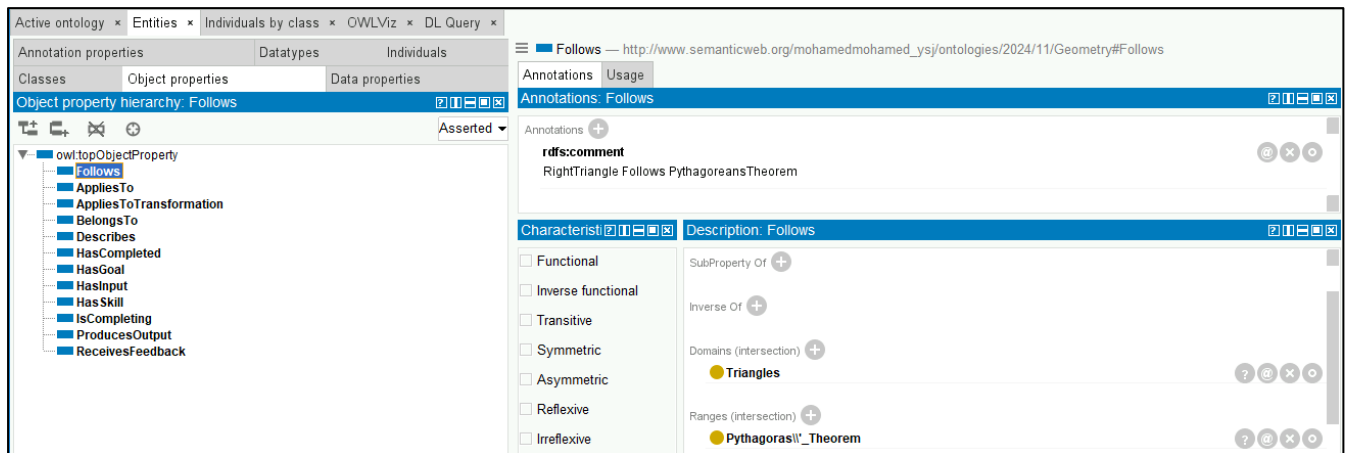 Active ontology × Entities × Individuals by class × OWLViz × DL Query ×
Annotation properties Datatypes Individuals
Classes Object properties Data properties
Object property hierarchy: Follows
Asserted
owl:topObjectProperty
Follows
AppliesTo
AppliesToTransformation
BelongsTo
Describes
HasCompleted
HasGoal
HasInput
HasSkill
IsCompleting
ProducesOutput
ReceivesFeedback
Follows — http://www.semanticweb.org/mohamedmohamed_ysj/ontologies/2024/11/Geometry#Follows
Annotations Usage
Annotations: Follows
Annotations
rdfs:comment
RightTriangle Follows PythagoreansTheorem
Characteristi
Functional
Inverse functional
Transitive
Symmetric
Asymmetric
Reflexive
Irreflexive
Description: Follows
SubProperty Of
Inverse Of
Domains (intersection)
Triangles
Ranges (intersection)
Pythagoras\\'_Theorem